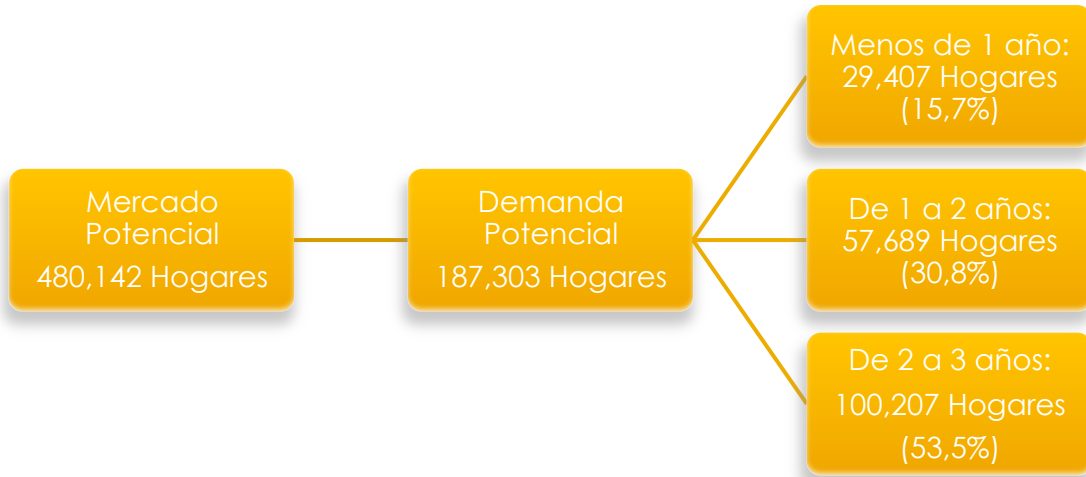 Mercado
Potencial
480,142 Hogares
Demanda
Potencial
187,303 Hogares
Menos de 1 año:
29,407 Hogares
(15,7%)
De 1 a 2 años:
57,689 Hogares
(30,8%)
De 2 a 3 años:
100,207 Hogares
(53,5%)